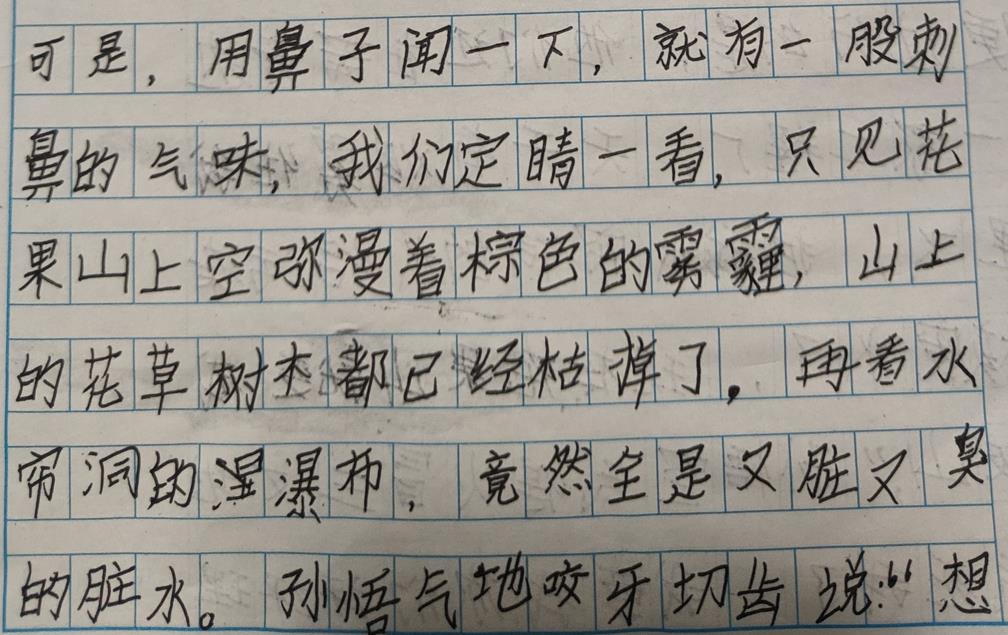 可是，用鼻子闻一下，就有一股刺
鼻的气味，我们定睛一看，只见花
果山上空弥漫着棕色的雾霾，山上
的花草树木都已经枯掉了。再看水
帘洞的湿瀑布，竟然全是又脏又臭
的脏水。孙悟气地咬牙切齿说：“想